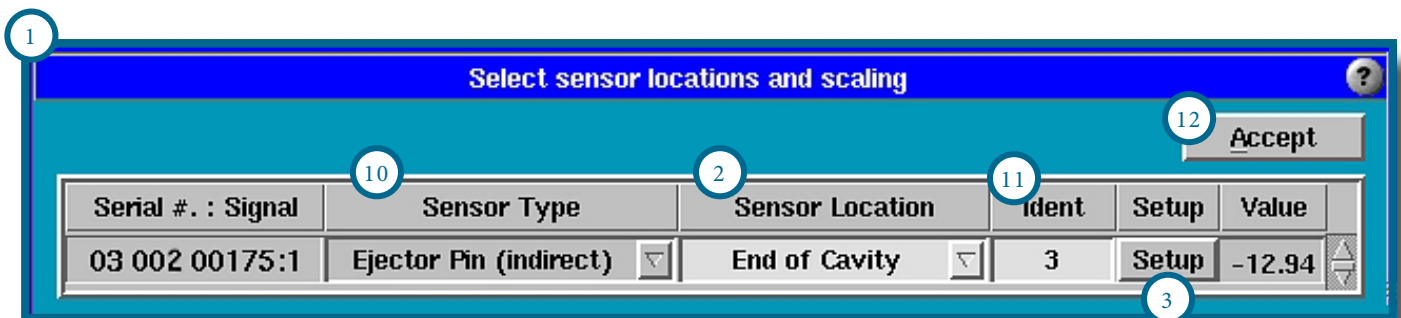 1
Select sensor locations and scaling ?
12 Accept
10 2 11
Serial #. : Signal Sensor Type Sensor Location Ident Setup Value
03 002 00175:1 Ejector Pin (indirect) End of Cavity 3 Setup -12.94
3